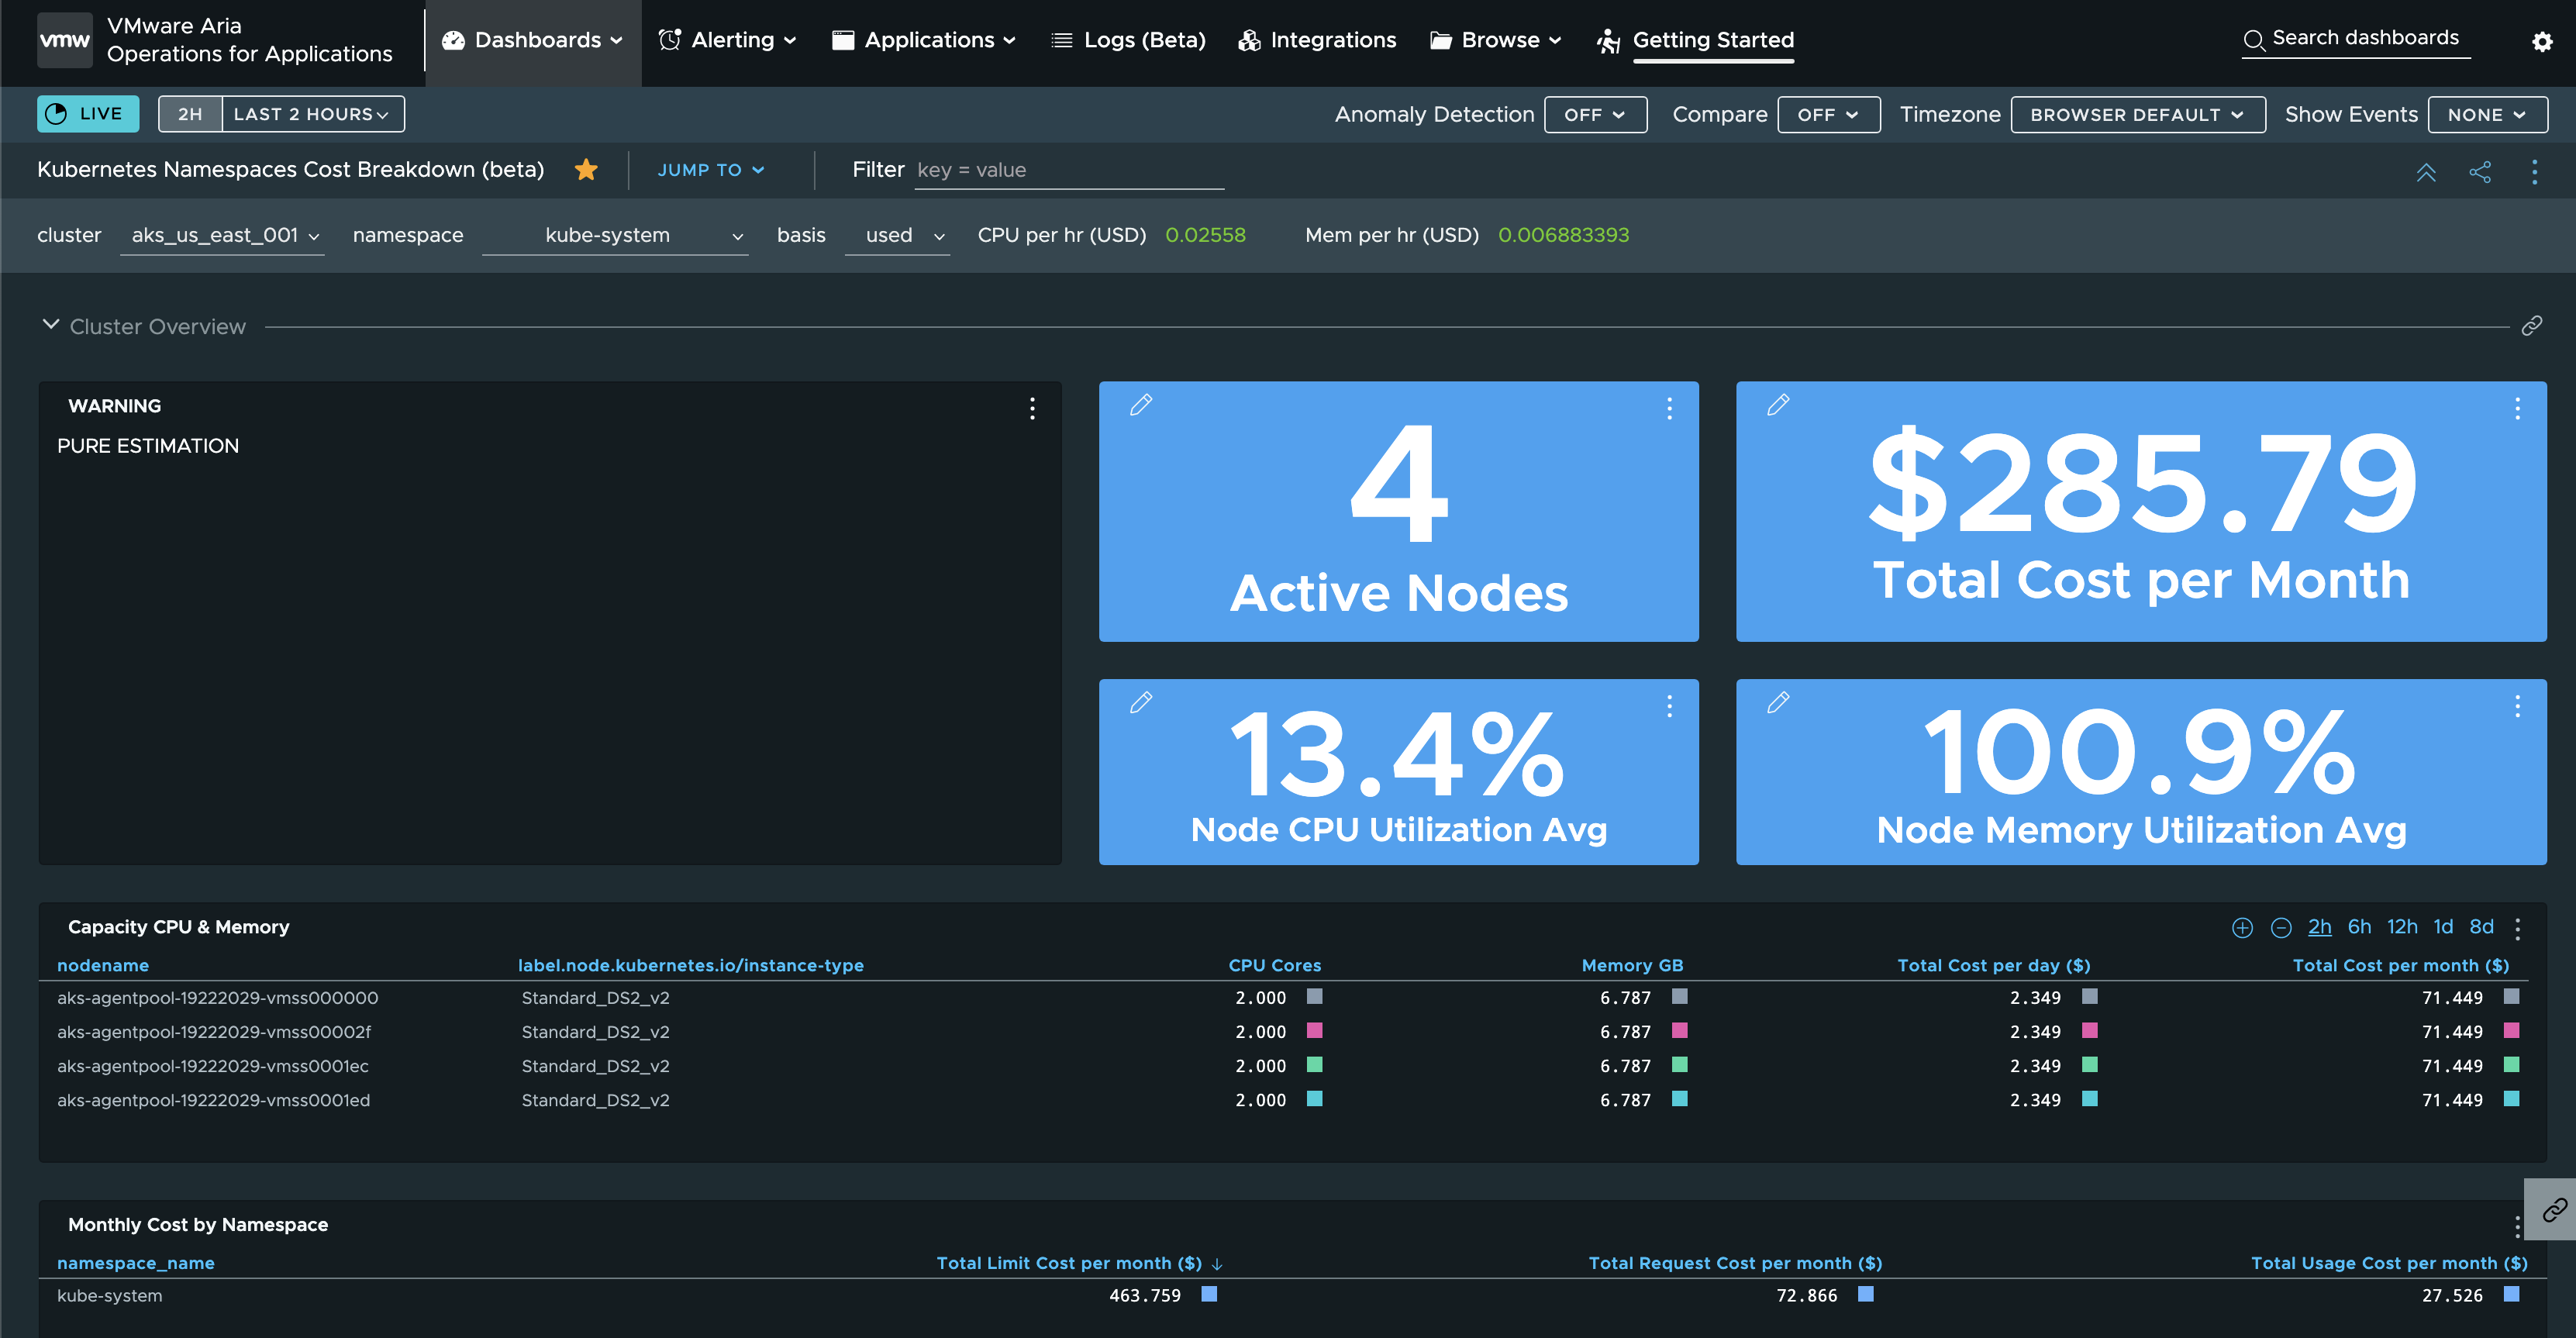 vmw VMware Aria
Operations for Applications
Dashboards Alerting Applications Logs (Beta) Integrations Browse Getting Started Search dashboards
LIVE 2H LAST 2 HOURS Anomaly Detection OFF Compare OFF Timezone BROWSER DEFAULT Show Events NONE
Kubernetes Namespaces Cost Breakdown (beta) JUMP TO Filter key = value
cluster aks_us_east_001 namespace kube-system basis used CPU per hr (USD) 0.02558 Mem per hr (USD) 0.006883393
Cluster Overview
WARNING
PURE ESTIMATION
4
Active Nodes
$285.79
Total Cost per Month
13.4%
Node CPU Utilization Avg
100.9%
Node Memory Utilization Avg
Capacity CPU & Memory 2h 6h 12h 1d 8d
nodename label.node.kubernetes.io/instance-type CPU Cores Memory GB Total Cost per day ($) Total Cost per month ($)
aks-agentpool-19222029-vmss000000 Standard_DS2_v2 2.000 6.787 2.349 71.449
aks-agentpool-19222029-vmss00002f Standard_DS2_v2 2.000 6.787 2.349 71.449
aks-agentpool-19222029-vmss0001ec Standard_DS2_v2 2.000 6.787 2.349 71.449
aks-agentpool-19222029-vmss0001ed Standard_DS2_v2 2.000 6.787 2.349 71.449
Monthly Cost by Namespace
namespace_name Total Limit Cost per month ($) ↓ Total Request Cost per month ($) Total Usage Cost per month ($)
kube-system 463.759 72.866 27.526